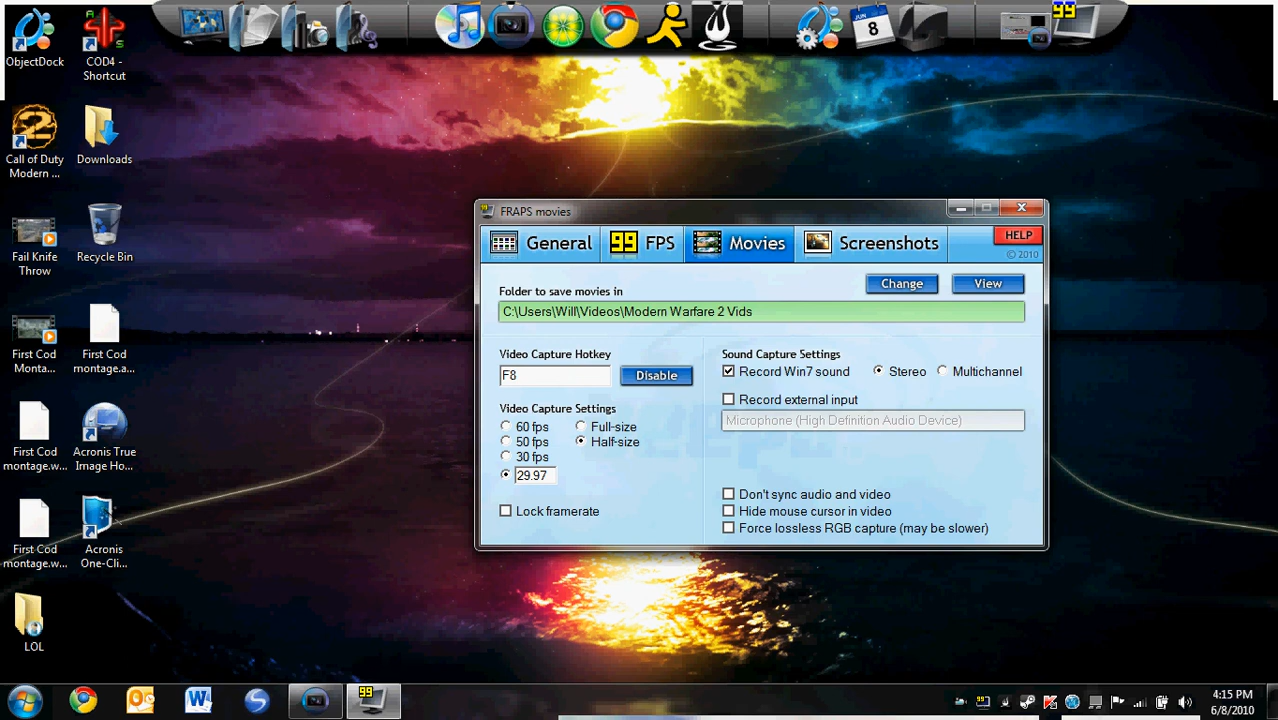 ObjectDock
COD4 -
Shortcut
Call of Duty
Modern ...
Downloads
Fail Knife
Throw
Recycle Bin
First Cod
Monta...
First Cod
montage.a...
First Cod
montage.w...
Acronis True
Image Ho...
First Cod
montage.w...
Acronis
One-Cli...
LOL
JUN
8
99
99 FRAPS movies
General
99 FPS
Movies
Screenshots
HELP
© 2010
Folder to save movies in
Change
View
C:\Users\Will\Videos\Modern Warfare 2 Vids
Video Capture Hotkey
F8
Disable
Video Capture Settings
60 fps
Full-size
50 fps
Half-size
30 fps
29.97
Lock framerate
Sound Capture Settings
Record Win7 sound
Stereo
Multichannel
Record external input
Microphone (High Definition Audio Device)
Don't sync audio and video
Hide mouse cursor in video
Force lossless RGB capture (may be slower)
99
4:15 PM
6/8/2010